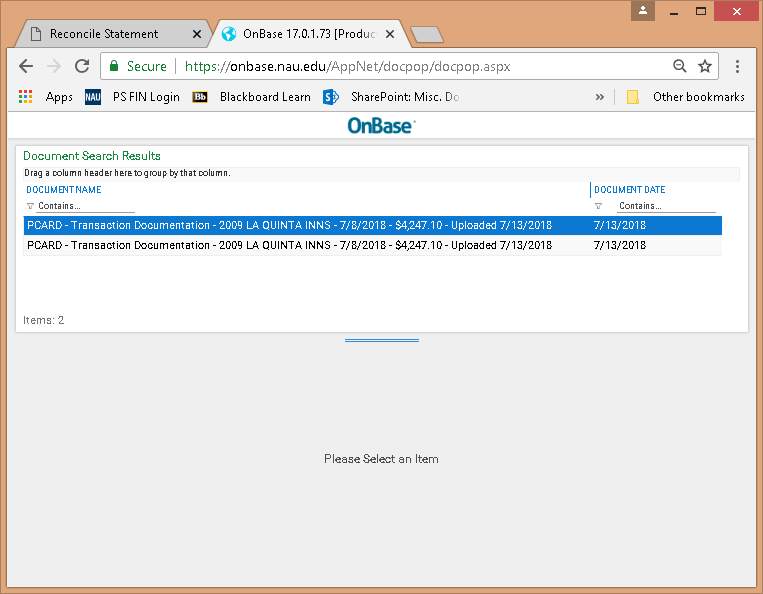 Reconcile Statement
OnBase 17.0.1.73 [Produc
Secure https://onbase.nau.edu/AppNet/docpop/docpop.aspx
Apps NAU PS FIN Login Bb Blackboard Learn SharePoint: Misc. Do » Other bookmarks
OnBase
Document Search Results
Drag a column header here to group by that column.
DOCUMENT NAME DOCUMENT DATE
Contains... Contains...
PCARD - Transaction Documentation - 2009 LA QUINTA INNS - 7/8/2018 - $4,247.10 - Uploaded 7/13/2018 7/13/2018
PCARD - Transaction Documentation - 2009 LA QUINTA INNS - 7/8/2018 - $4,247.10 - Uploaded 7/13/2018 7/13/2018
Items: 2
Please Select an Item